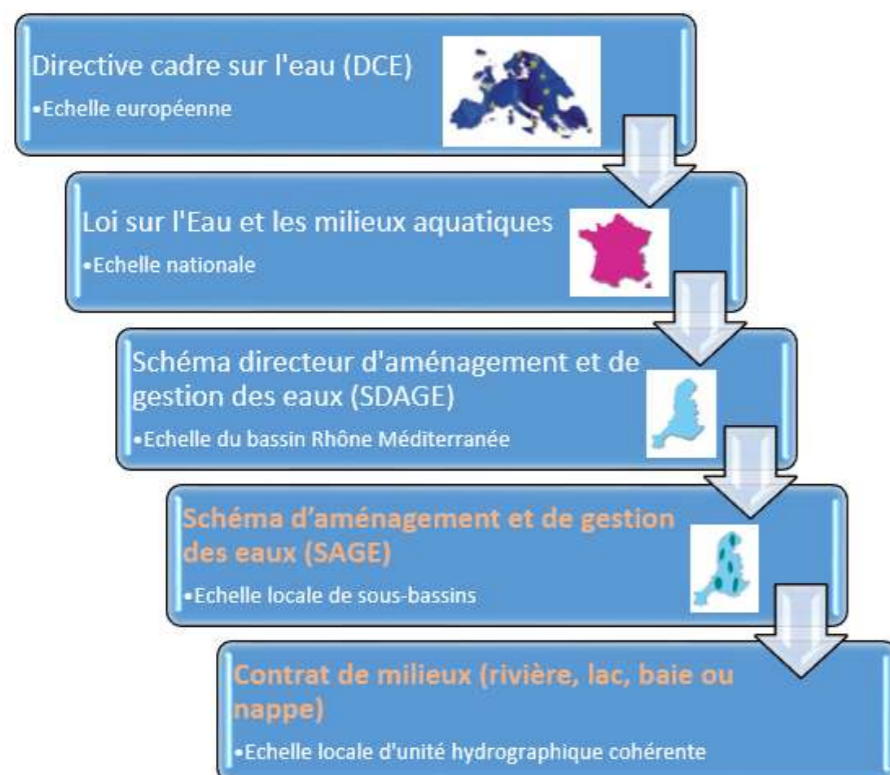 Directive cadre sur l'eau (DCE)
•Echelle européenne
Loi sur l'Eau et les milieux aquatiques
•Echelle nationale
Schéma directeur d'aménagement et de
gestion des eaux (SDAGE)
•Echelle du bassin Rhône Méditerranée
Schéma d’aménagement et de gestion
des eaux (SAGE)
•Echelle locale de sous-bassins
Contrat de milieux (rivière, lac, baie ou
nappe)
•Echelle locale d'unité hydrographique cohérente